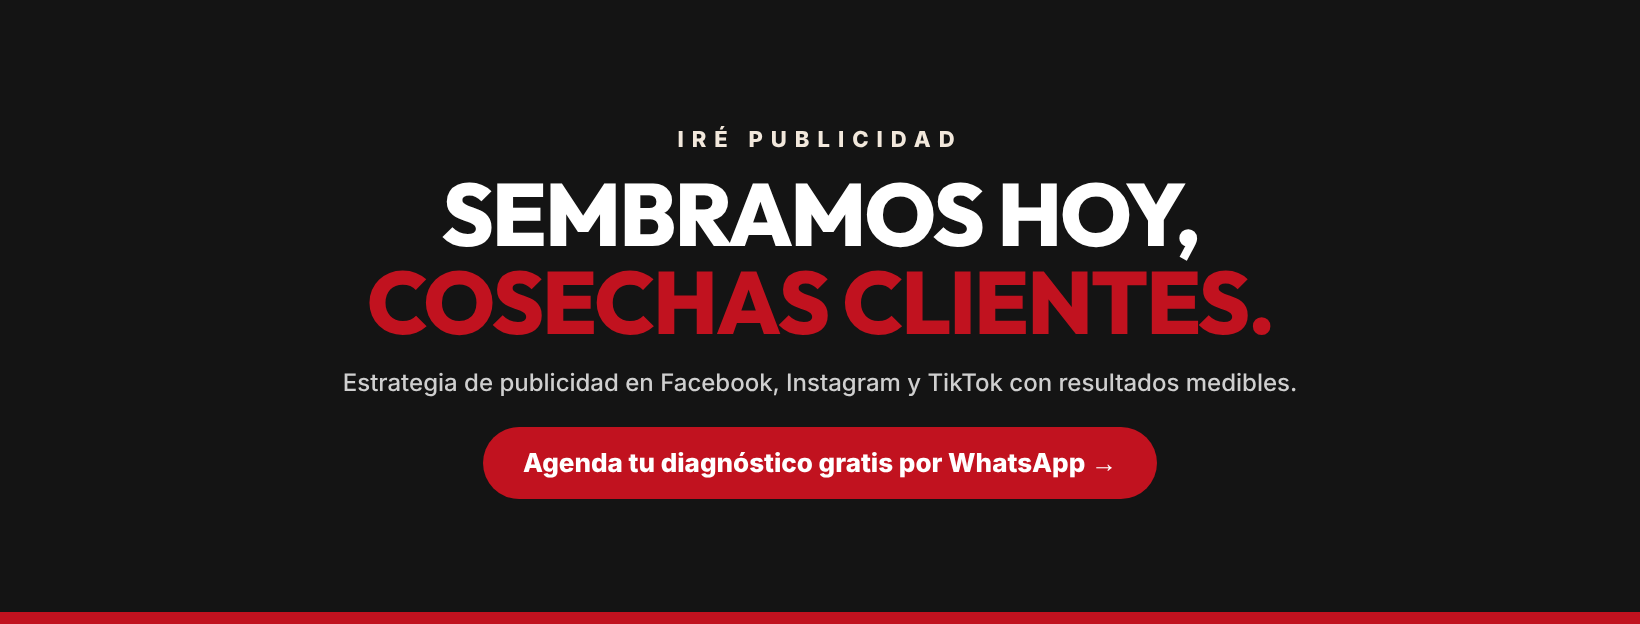 IRÉ PUBLICIDAD
SEMBRAMOS HOY,
COSECHAS CLIENTES.
Estrategia de publicidad en Facebook, Instagram y TikTok con resultados medibles.
Agenda tu diagnóstico gratis por WhatsApp →